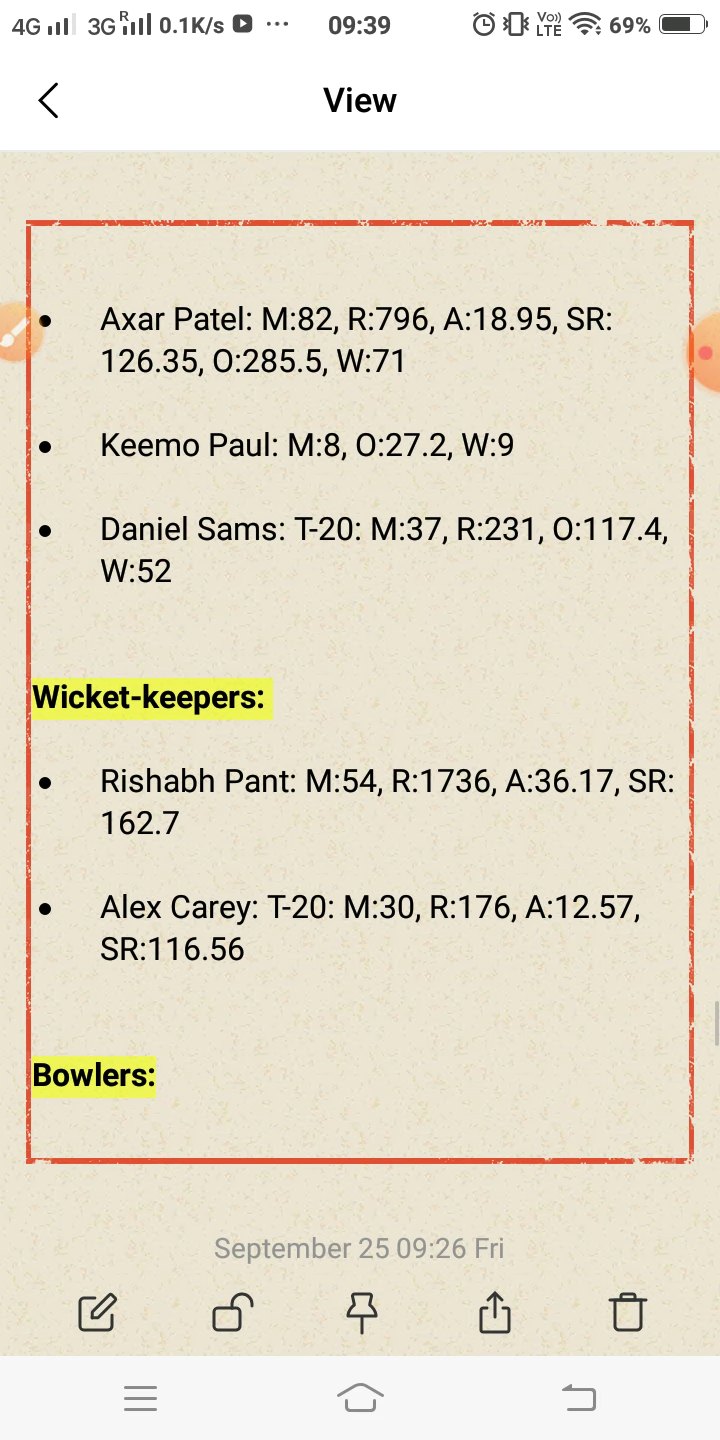 4G 3G R 0.1K/s ··· 09:39 Vo)) LTE 69%
View
• Axar Patel: M:82, R:796, A:18.95, SR:
126.35, O:285.5, W:71
• Keemo Paul: M:8, O:27.2, W:9
• Daniel Sams: T-20: M:37, R:231, O:117.4,
W:52
Wicket-keepers:
• Rishabh Pant: M:54, R:1736, A:36.17, SR:
162.7
• Alex Carey: T-20: M:30, R:176, A:12.57,
SR:116.56
Bowlers:
September 25 09:26 Fri